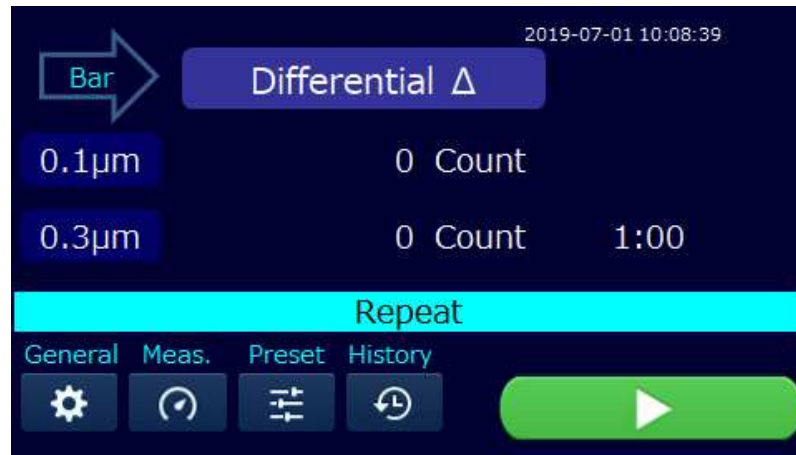 2019-07-01 10:08:39
Bar
Differential Δ
0.1μm 0 Count
0.3μm 0 Count 1:00
Repeat
General Meas. Preset History